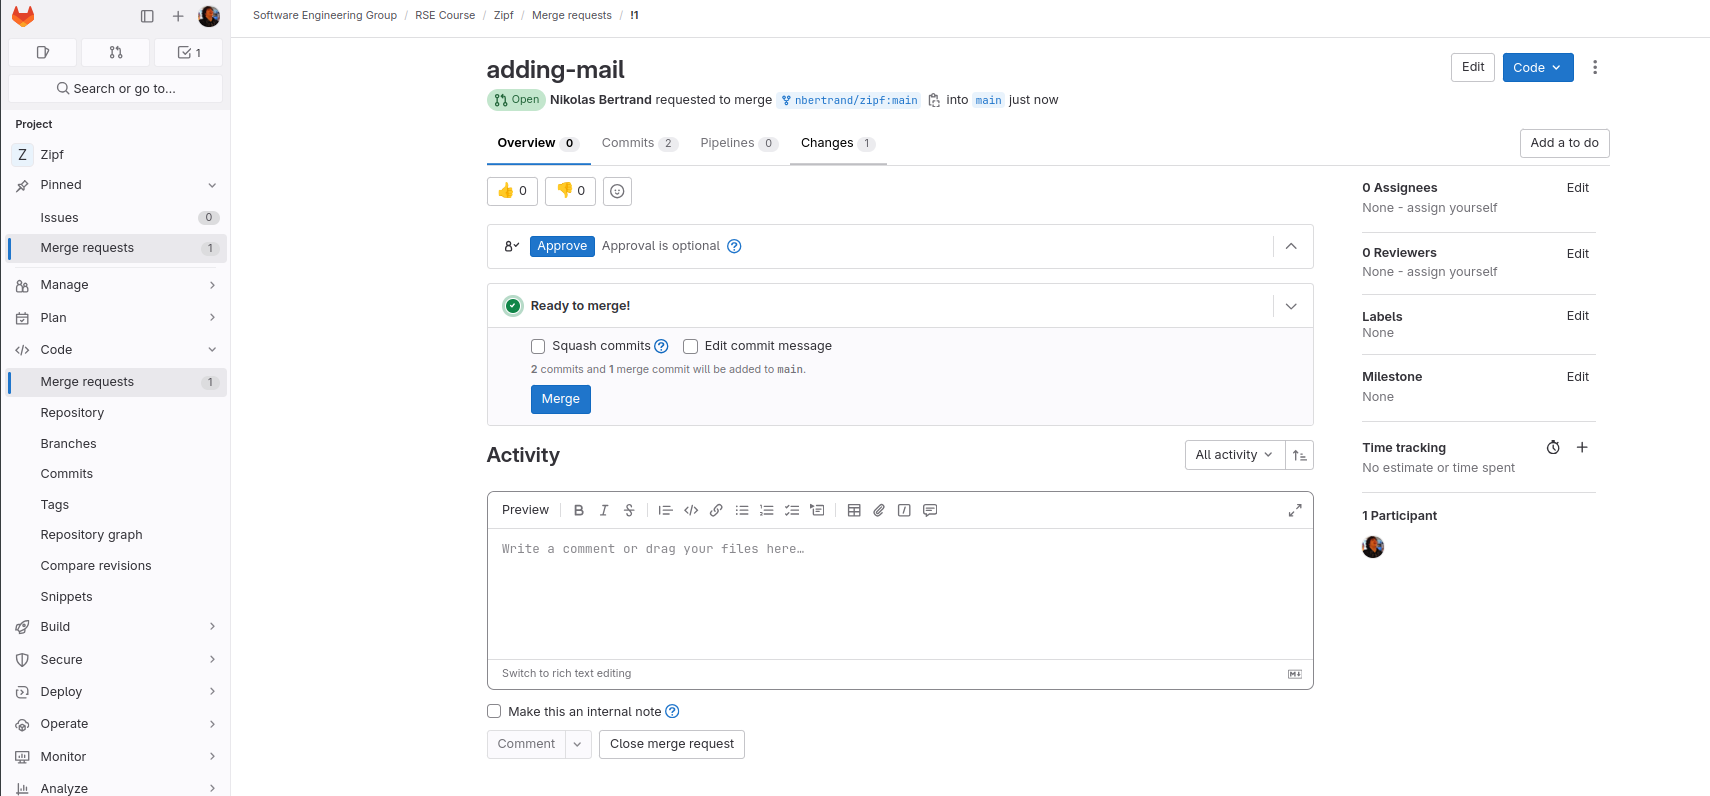 Software Engineering Group / RSE Course / Zipf / Merge requests / !1
1
Search or go to...
Project
Z Zipf
Pinned
Issues 0
Merge requests 1
Manage
Plan
Code
Merge requests 1
Repository
Branches
Commits
Tags
Repository graph
Compare revisions
Snippets
Build
Secure
Deploy
Operate
Monitor
Analyze
adding-mail
Edit
Code
Open Nikolas Bertrand requested to merge nbertrand/zipf:main into main just now
Overview 0 Commits 2 Pipelines 0 Changes 1
Add a to do
👍 0 👎 0
Approve Approval is optional
Ready to merge!
Squash commits Edit commit message
2 commits and 1 merge commit will be added to main.
Merge
Activity
All activity
Preview B I S
Write a comment or drag your files here…
Switch to rich text editing
Make this an internal note
Comment Close merge request
0 Assignees Edit
None - assign yourself
0 Reviewers Edit
None - assign yourself
Labels Edit
None
Milestone Edit
None
Time tracking
No estimate or time spent
1 Participant